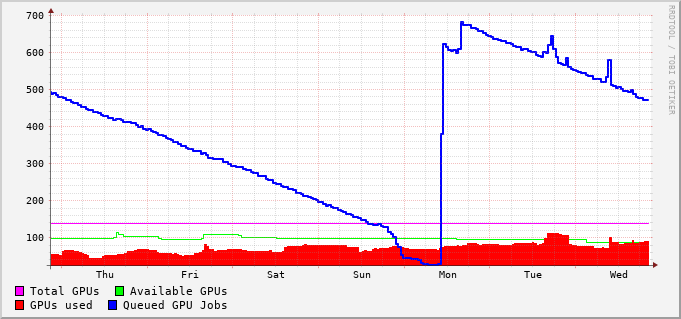 700
600
500
400
300
200
100
Thu Fri Sat Sun Mon Tue Wed
Total GPUs Available GPUs
GPUs used Queued GPU Jobs
RRDTOOL / TOBI OETIKER